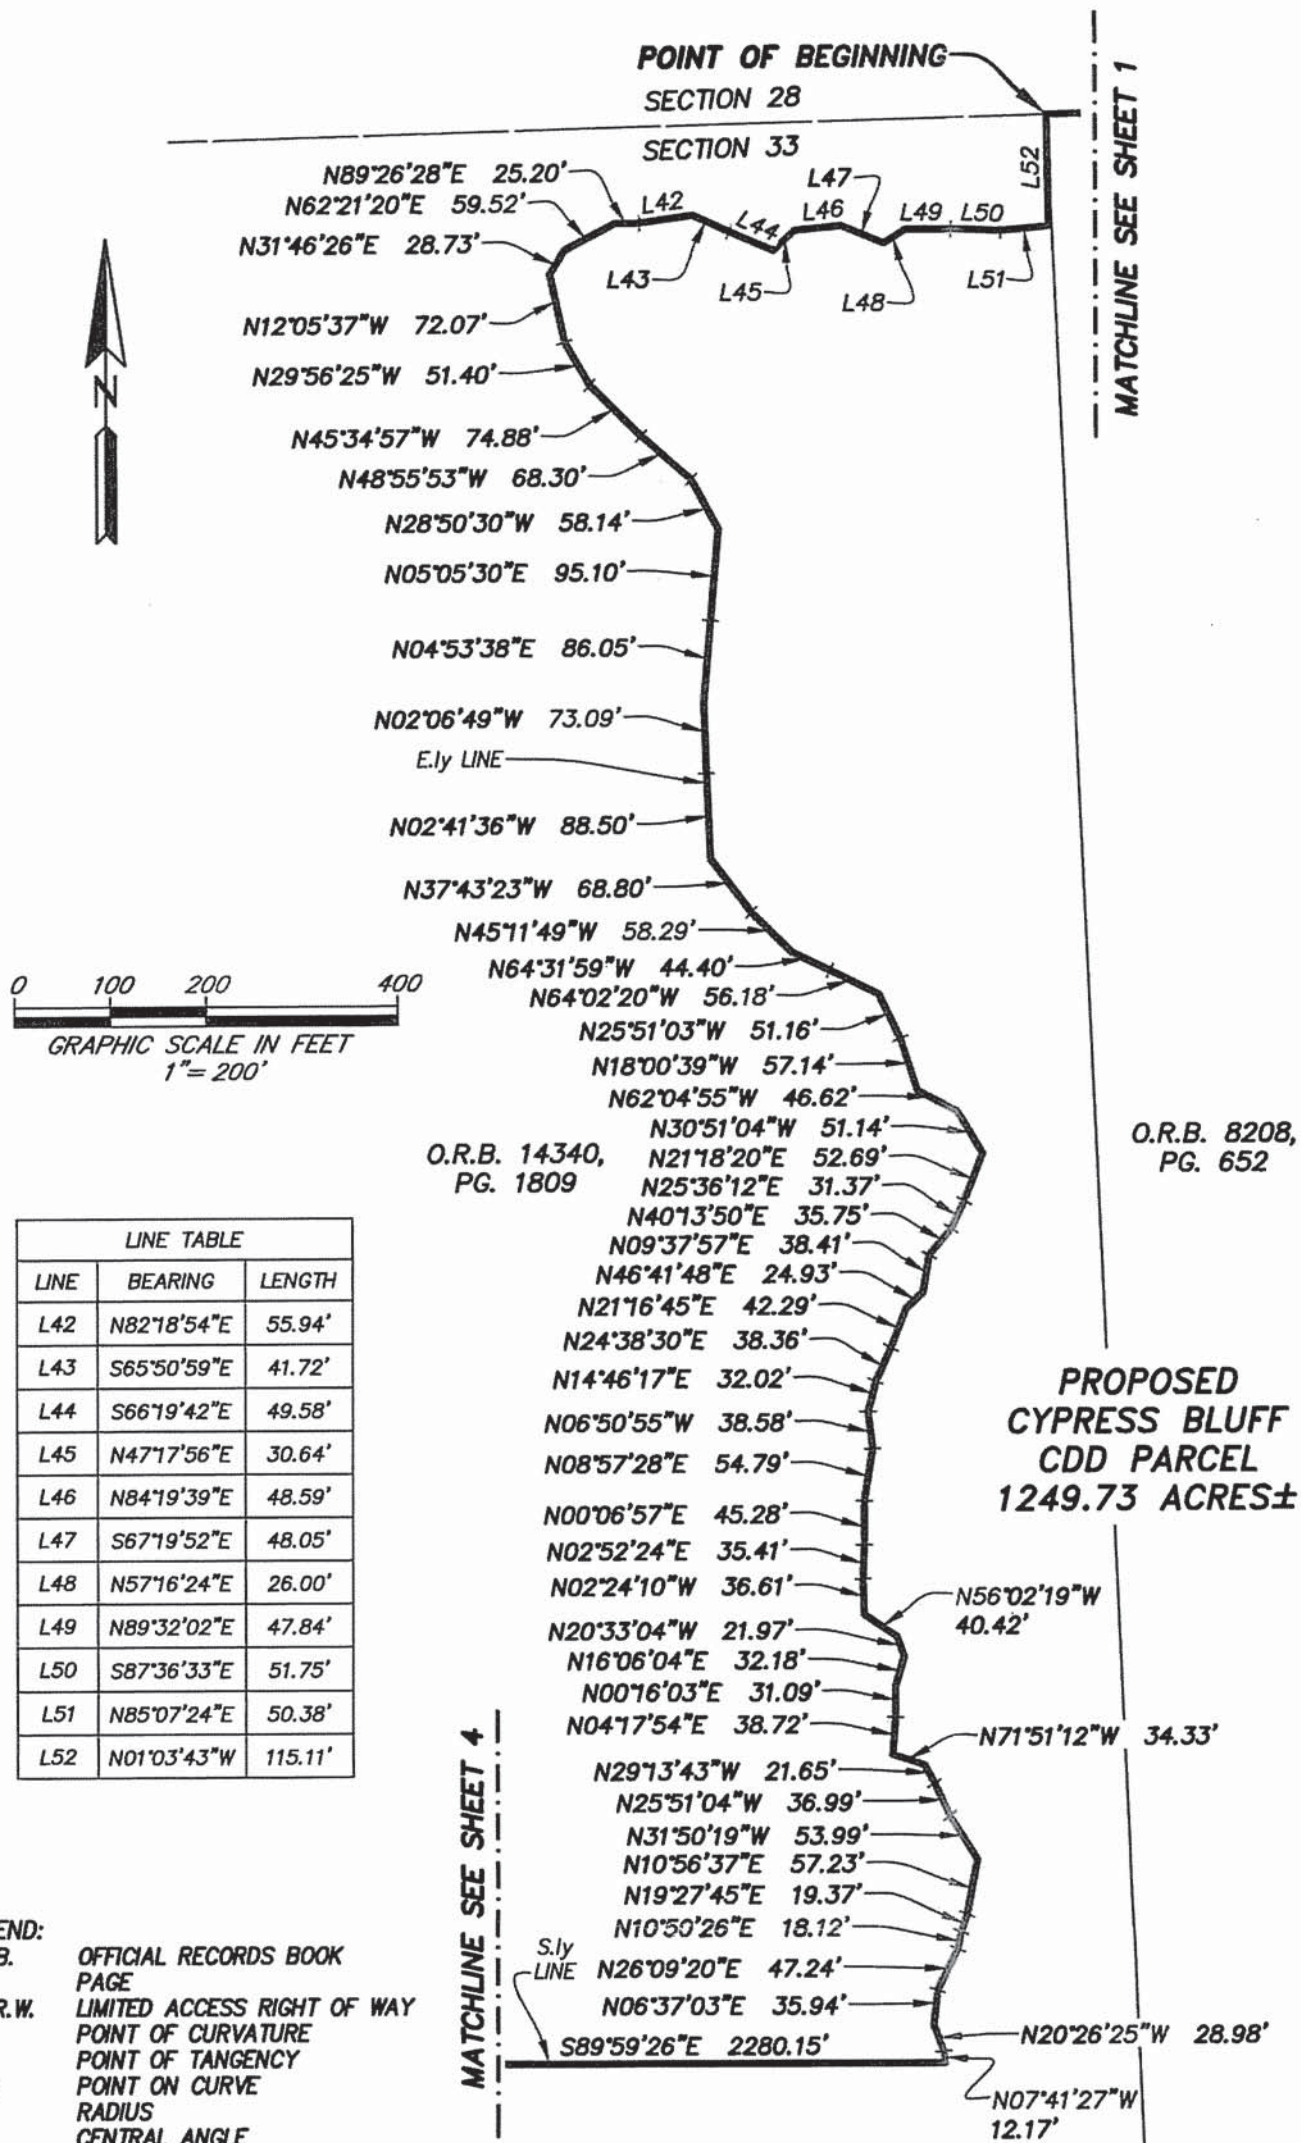 POINT OF BEGINNING
SECTION 28
SECTION 33
MATCHLINE SEE SHEET 1
L52
N89°26'28"E 25.20'
N62°21'20"E 59.52'
N31°46'26"E 28.73'
L42
L43
L44
L45
L46
L47
L48
L49
L50
L51
N
N12°05'37"W 72.07'
N29°56'25"W 51.40'
N45°34'57"W 74.88'
N48°55'53"W 68.30'
N28°50'30"W 58.14'
N05°05'30"E 95.10'
N04°53'38"E 86.05'
N02°06'49"W 73.09'
E.ly LINE
N02°41'36"W 88.50'
N37°43'23"W 68.80'
N45°11'49"W 58.29'
N64°31'59"W 44.40'
N64°02'20"W 56.18'
N25°51'03"W 51.16'
N18°00'39"W 57.14'
N62°04'55"W 46.62'
N30°51'04"W 51.14'
N21°18'20"E 52.69'
N25°36'12"E 31.37'
N40°13'50"E 35.75'
N09°37'57"E 38.41'
N46°41'48"E 24.93'
N21°16'45"E 42.29'
N24°38'30"E 38.36'
N14°46'17"E 32.02'
N06°50'55"W 38.58'
N08°57'28"E 54.79'
N00°06'57"E 45.28'
N02°52'24"E 35.41'
N02°24'10"W 36.61'
N56°02'19"W
40.42'
N20°33'04"W 21.97'
N16°06'04"E 32.18'
N00°16'03"E 31.09'
N04°17'54"E 38.72'
N71°51'12"W 34.33'
N29°13'43"W 21.65'
N25°51'04"W 36.99'
N31°50'19"W 53.99'
N10°56'37"E 57.23'
N19°27'45"E 19.37'
N10°50'26"E 18.12'
N26°09'20"E 47.24'
N06°37'03"E 35.94'
N20°26'25"W 28.98'
N07°41'27"W
12.17'
S.ly
LINE
S89°59'26"E 2280.15'
MATCHLINE SEE SHEET 4
0 100 200 400
GRAPHIC SCALE IN FEET
1"=200'
O.R.B. 14340,
PG. 1809
O.R.B. 8208,
PG. 652
PROPOSED
CYPRESS BLUFF
CDD PARCEL
1249.73 ACRES±
LINE TABLE
LINE BEARING LENGTH
L42 N82°18'54"E 55.94'
L43 S65°50'59"E 41.72'
L44 S66°19'42"E 49.58'
L45 N47°17'56"E 30.64'
L46 N84°19'39"E 48.59'
L47 S67°19'52"E 48.05'
L48 N57°16'24"E 26.00'
L49 N89°32'02"E 47.84'
L50 S87°36'33"E 51.75'
L51 N85°07'24"E 50.38'
L52 N01°03'43"W 115.11'
END:
B. OFFICIAL RECORDS BOOK
PAGE
R.W. LIMITED ACCESS RIGHT OF WAY
POINT OF CURVATURE
POINT OF TANGENCY
POINT ON CURVE
RADIUS
CENTRAL ANGLE